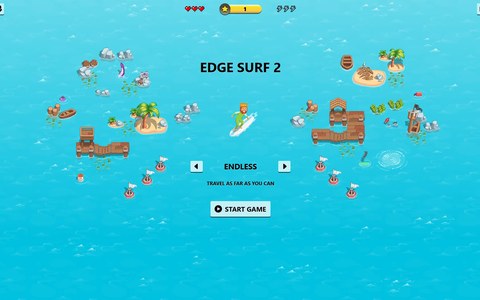 1
EDGE SURF 2
ENDLESS
TRAVEL AS FAR AS YOU CAN
START GAME